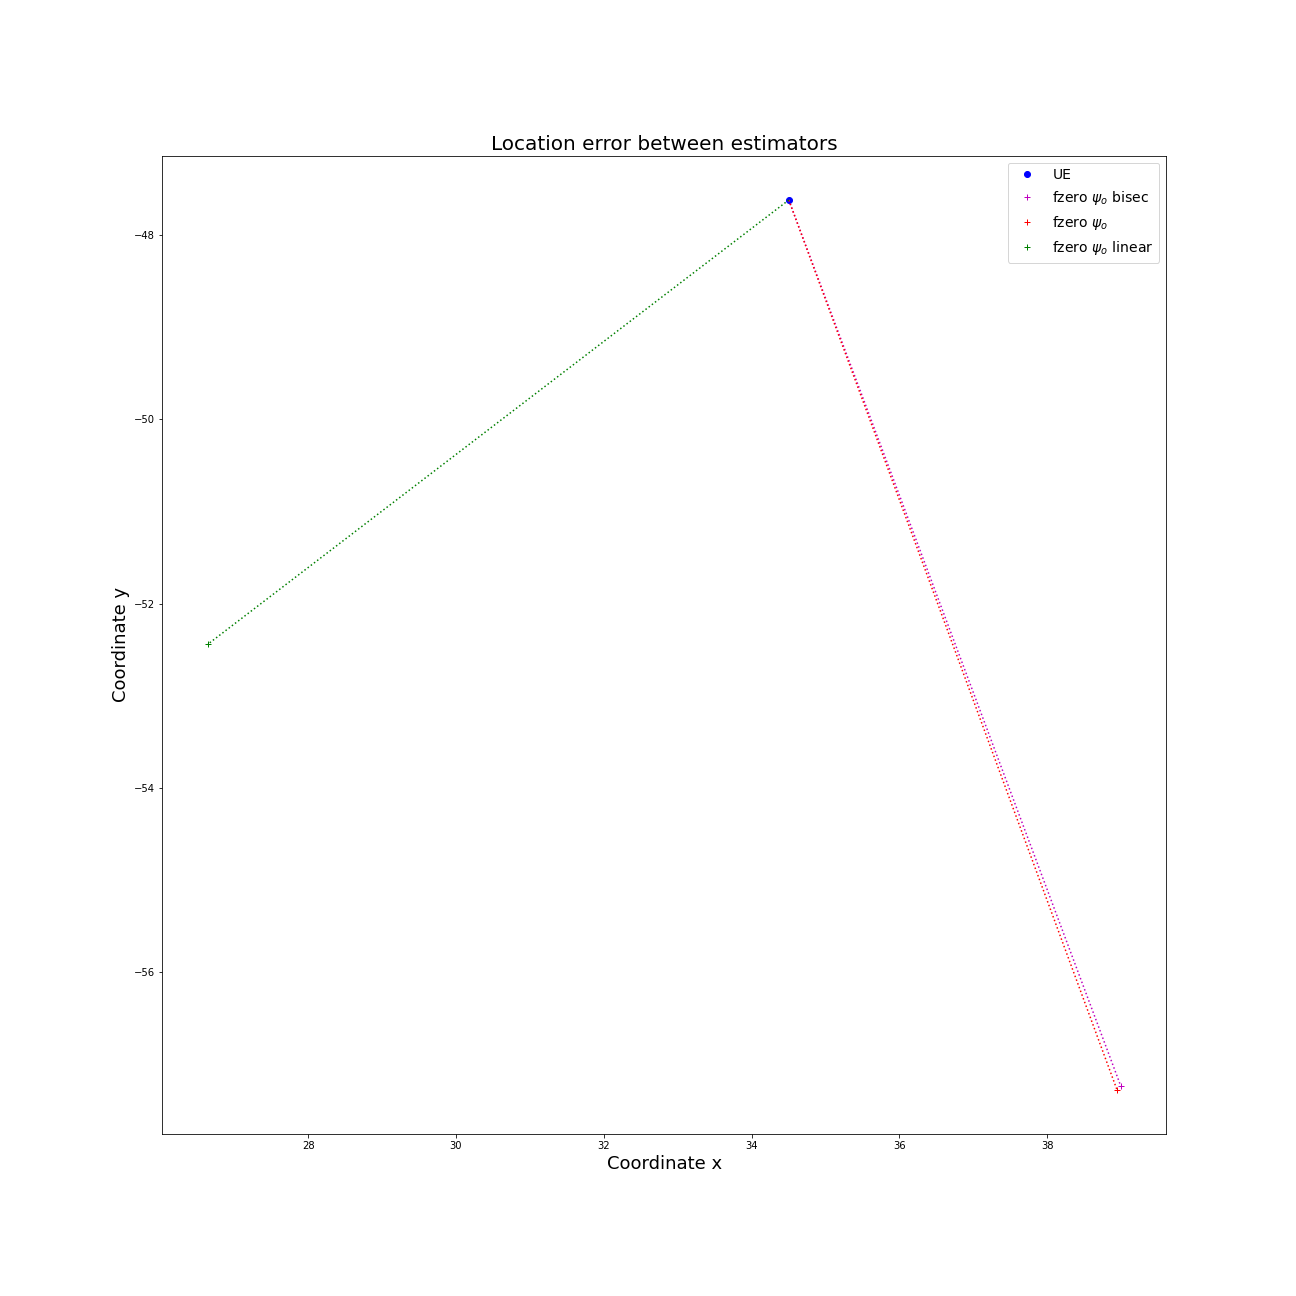 Location error between estimators
UE
fzero ψₒ bisec
fzero ψₒ
fzero ψₒ linear
−48
−50
−52
−54
−56
Coordinate y
28 30 32 34 36 38
Coordinate x